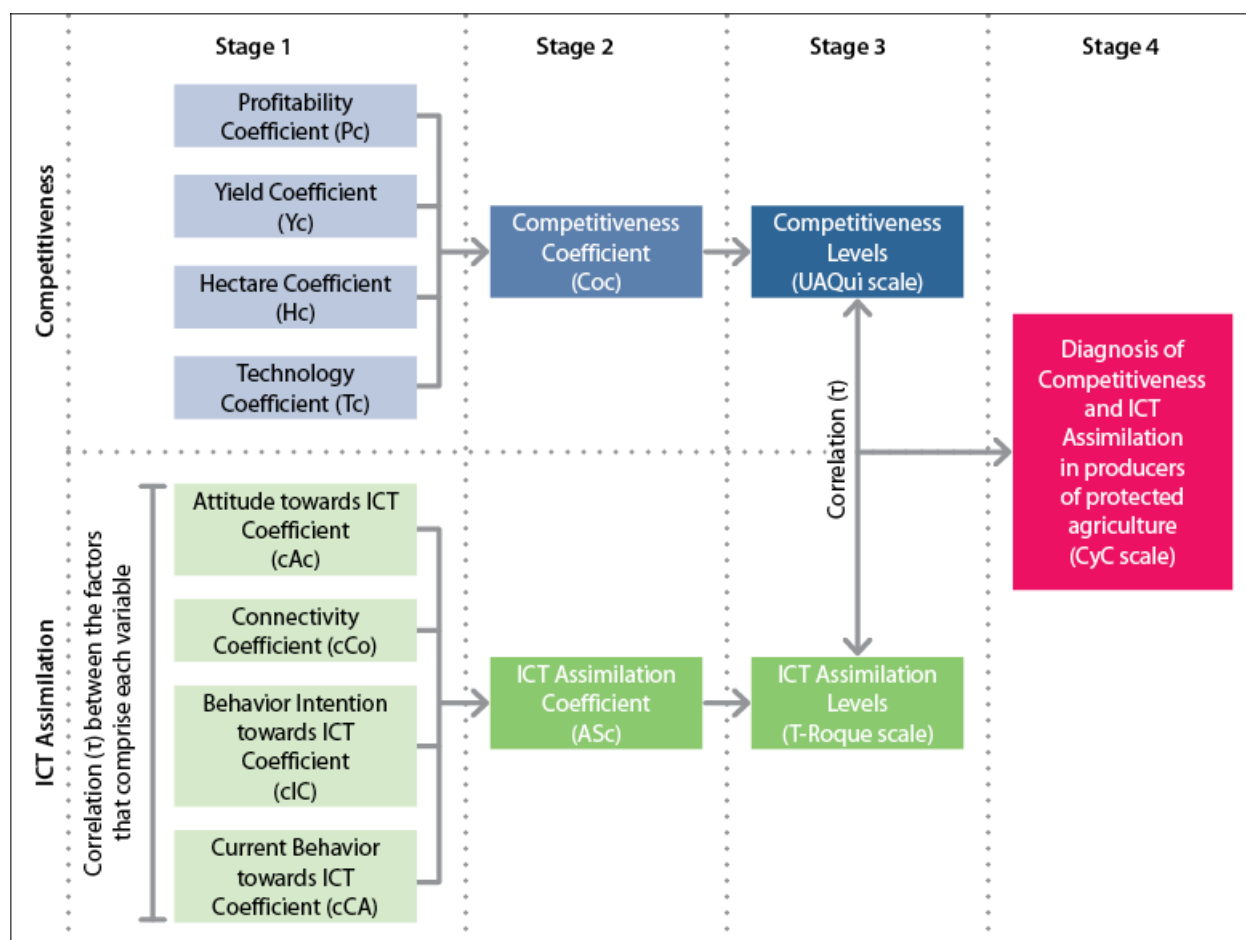 Stage 1
Stage 2
Stage 3
Stage 4
Competitiveness
Profitability
Coefficient (Pc)
Yield Coefficient
(Yc)
Hectare Coefficient
(Hc)
Technology
Coefficient (Tc)
Competitiveness
Coefficient
(Coc)
Competitiveness
Levels
(UAQui scale)
Correlation (τ)
Diagnosis of
Competitiveness
and ICT
Assimilation
in producers
of protected
agriculture
(CyC scale)
ICT Assimilation
Correlation (τ) between the factors
that comprise each variable
Attitude towards ICT
Coefficient
(cAc)
Connectivity
Coefficient (cCo)
Behavior Intention
towards ICT
Coefficient
(cIC)
Current Behavior
towards ICT
Coefficient (cCA)
ICT Assimilation
Coefficient
(ASc)
ICT Assimilation
Levels
(T-Roque scale)